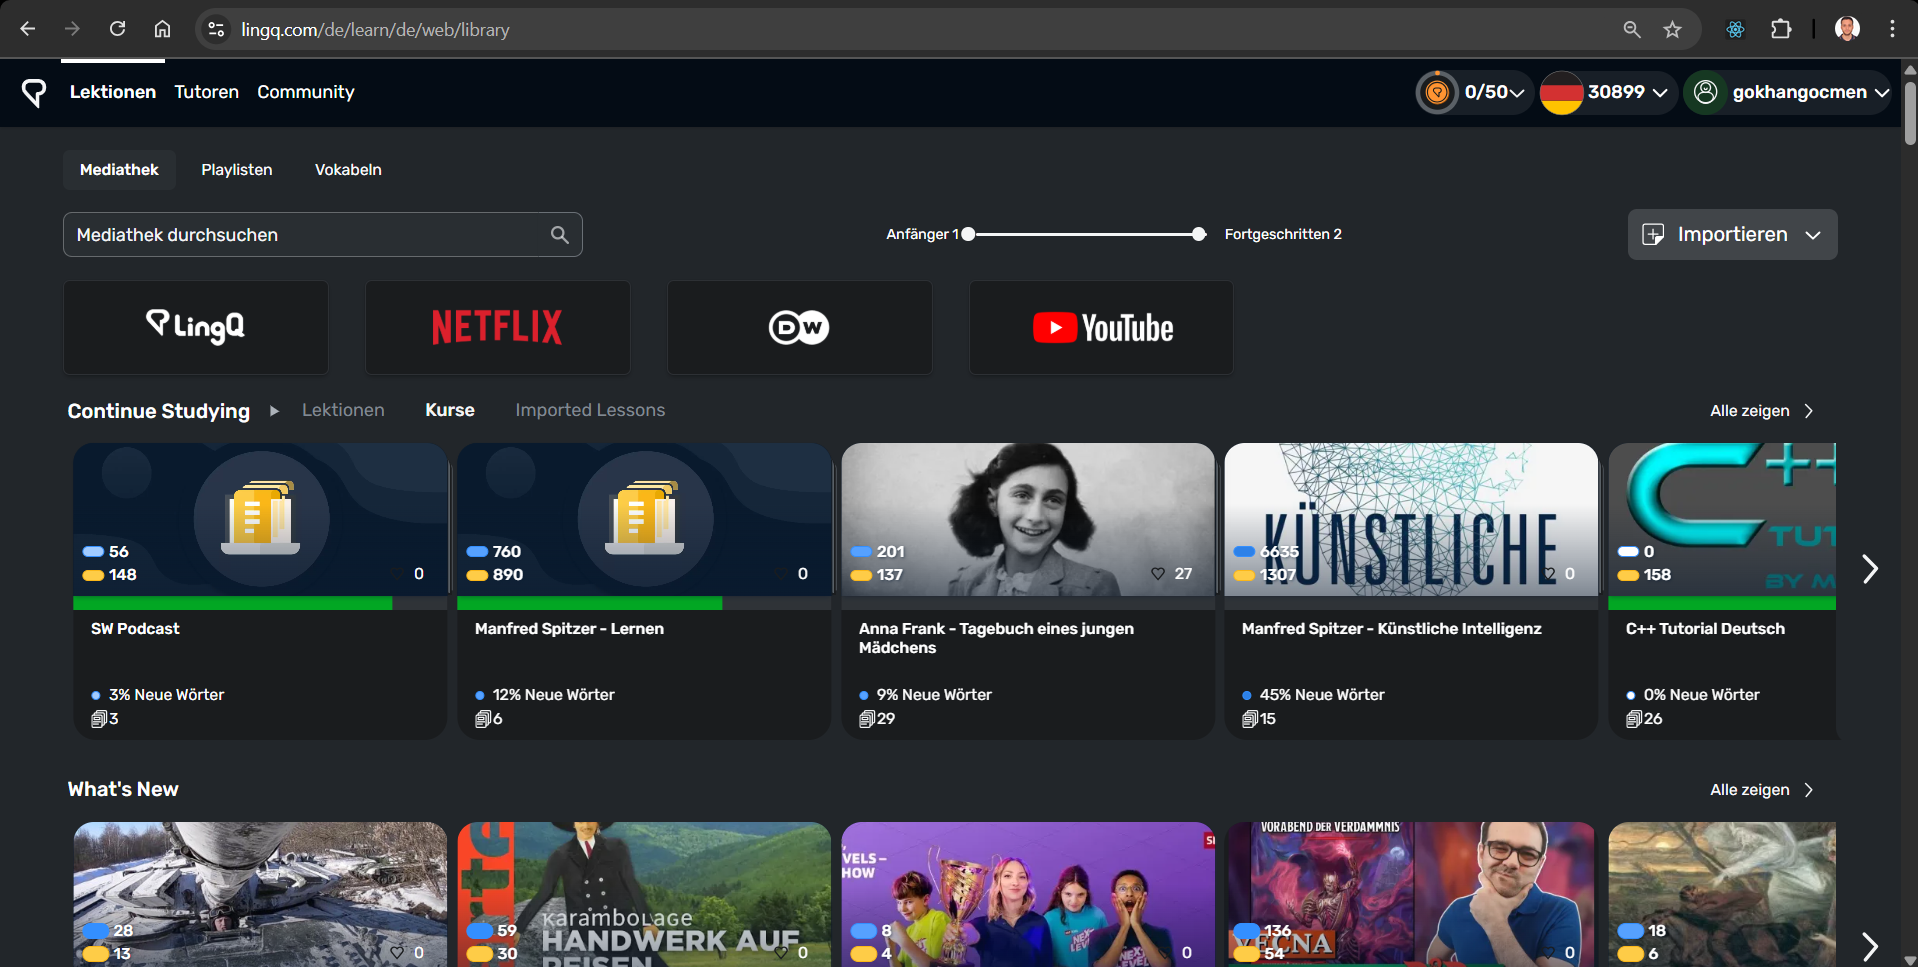 lingq.com/de/learn/de/web/library
Lektionen
Tutoren
Community
0/50
30899
gokhangocmen
Mediathek
Playlisten
Vokabeln
Mediathek durchsuchen
Anfänger 1
Fortgeschritten 2
Importieren
LingQ
NETFLIX
DW
YouTube
Continue Studying
Lektionen
Kurse
Imported Lessons
Alle zeigen
56
148
0
SW Podcast
3% Neue Wörter
3
760
890
0
Manfred Spitzer - Lernen
12% Neue Wörter
6
201
137
27
Anna Frank - Tagebuch eines jungen
Mädchens
9% Neue Wörter
29
KÜNSTLICHE
6635
1307
0
Manfred Spitzer - Künstliche Intelligenz
45% Neue Wörter
15
C++
TUT
BY M
0
158
C++ Tutorial Deutsch
0% Neue Wörter
26
What's New
Alle zeigen
28
13
0
arte
Karambolage
HANDWERK AUF
REISEN
59
30
0
VELS-
HOW
NEXT
8
4
0
VORABEND DER VERDAMMNIS
VECNA
136
54
0
18
6